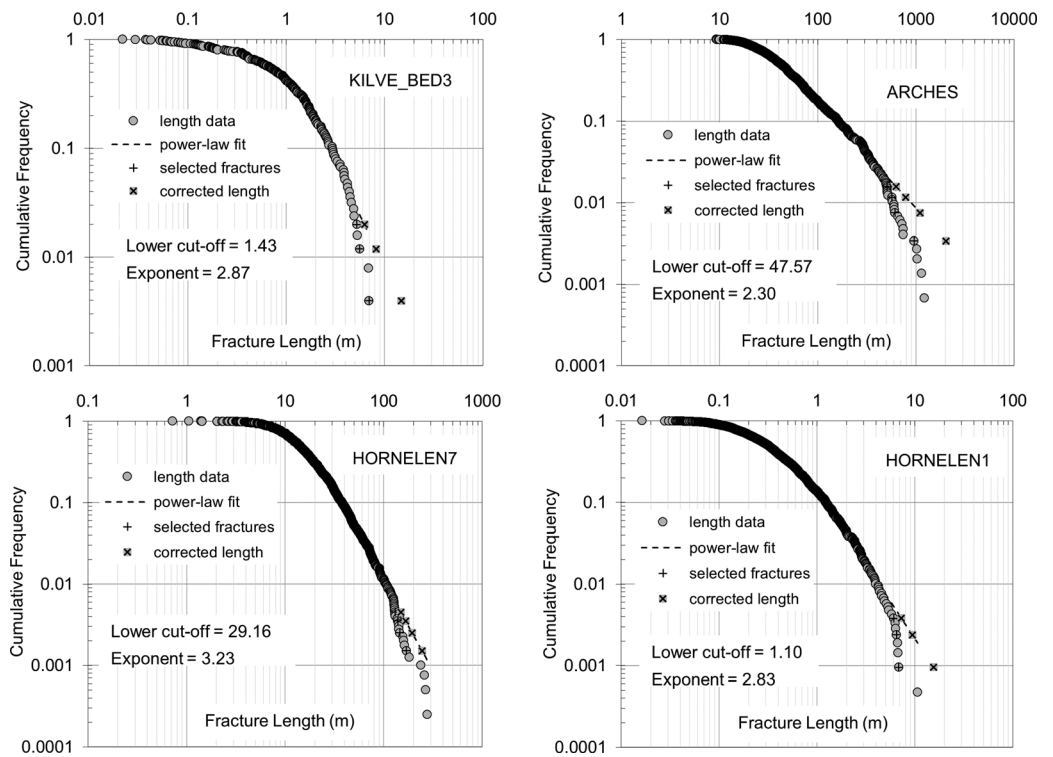 0.01 0.1 1 10 100
1
0.1
0.01
0.001
Cumulative Frequency
KILVE_BED3
length data
power-law fit
selected fractures
corrected length
Lower cut-off = 1.43
Exponent = 2.87
Fracture Length (m)
1 10 100 1000 10000
1
0.1
0.01
0.001
0.0001
Cumulative Frequency
ARCHES
length data
power-law fit
selected fractures
corrected length
Lower cut-off = 47.57
Exponent = 2.30
Fracture Length (m)
0.1 1 10 100 1000
1
0.1
0.01
0.001
0.0001
Cumulative Frequency
HORNELEN7
length data
power-law fit
selected fractures
corrected length
Lower cut-off = 29.16
Exponent = 3.23
Fracture Length (m)
0.01 0.1 1 10 100
1
0.1
0.01
0.001
0.0001
Cumulative Frequency
HORNELEN1
length data
power-law fit
selected fractures
corrected length
Lower cut-off = 1.10
Exponent = 2.83
Fracture Length (m)